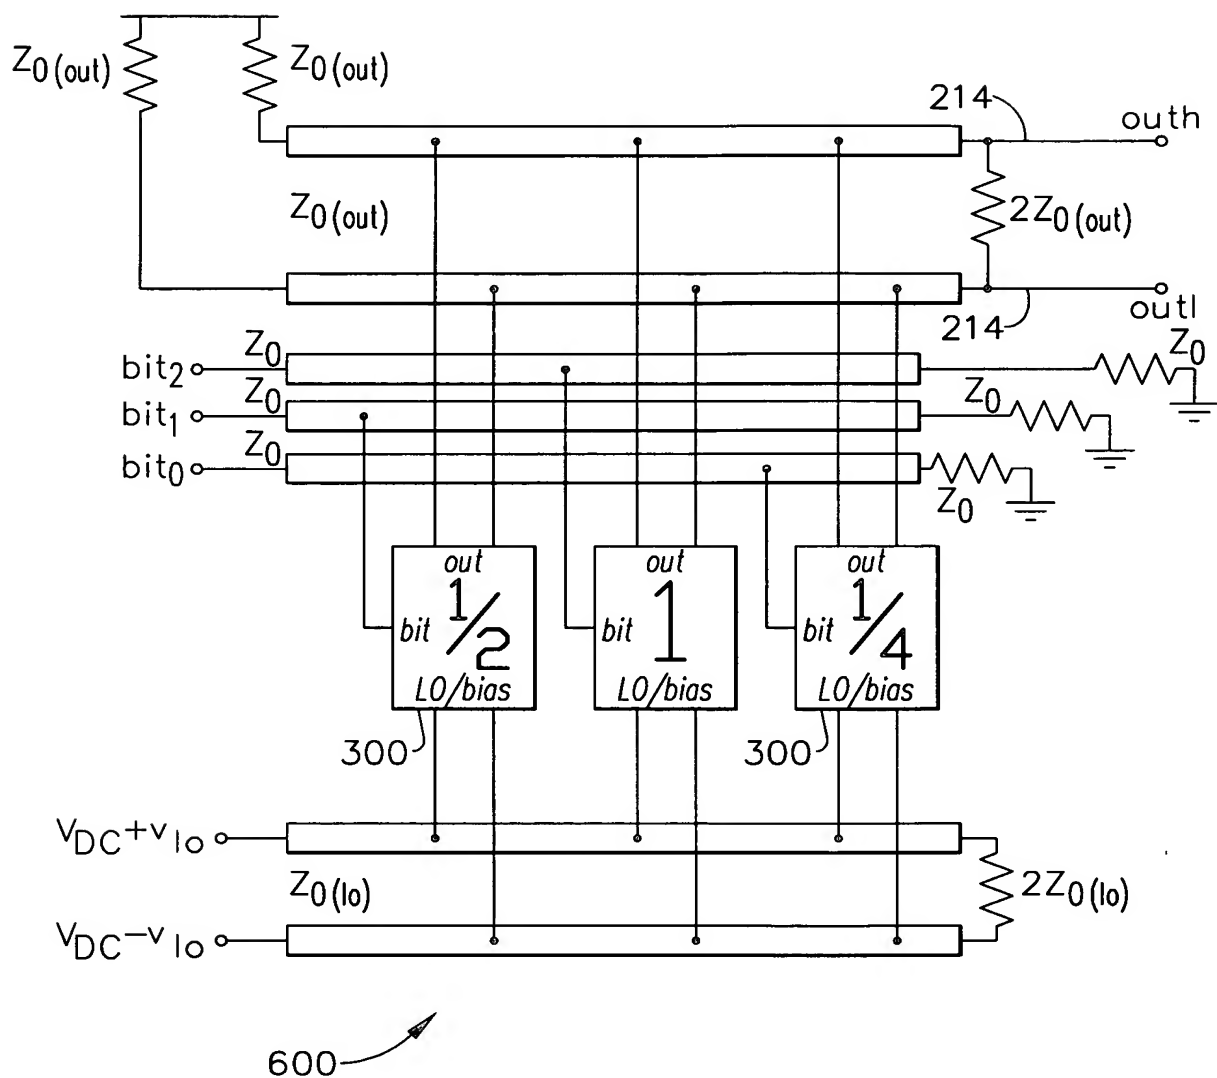 Z0(out)
Z0(out)
214
outh
Z0(out)
2Z0(out)
214
outl
bit2
Z0
Z0
bit1
Z0
Z0
bit0
Z0
Z0
out
1/2
bit
LO/bias
out
1
bit
LO/bias
out
1/4
bit
LO/bias
300
300
VDC+vlo
Z0(lo)
2Z0(lo)
VDC−vlo
600